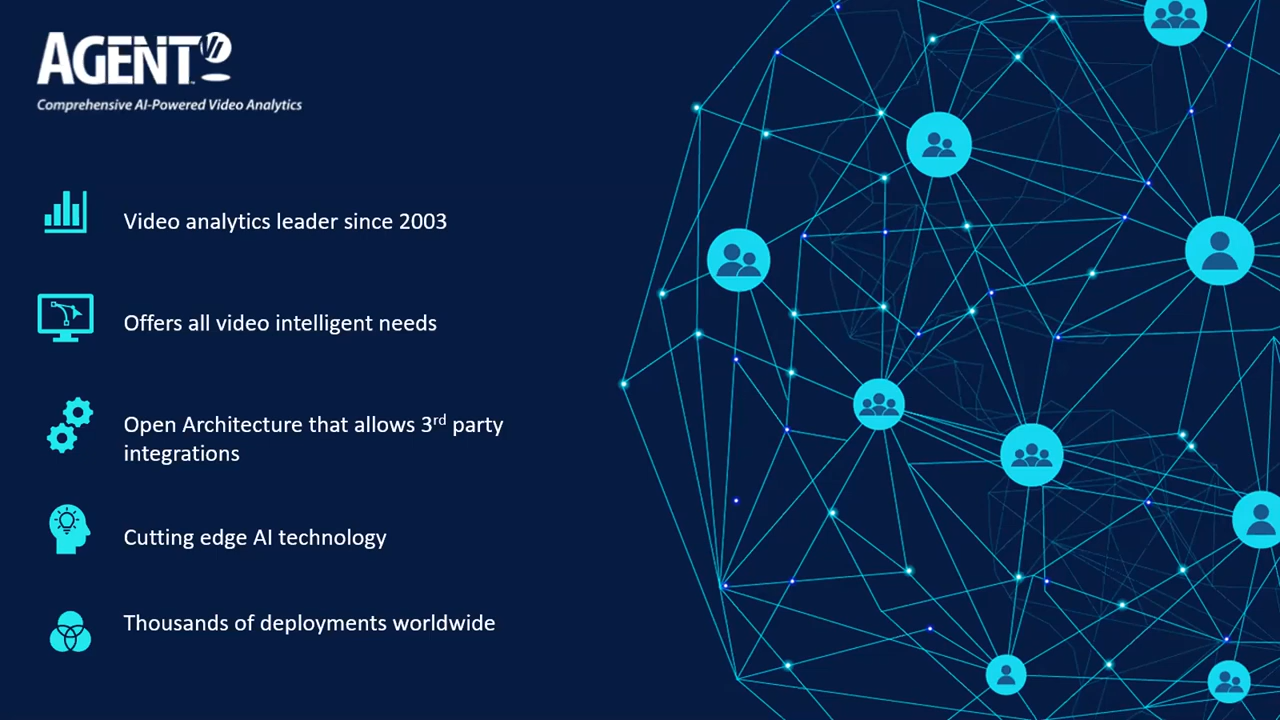 AGENT Vi
Comprehensive AI-Powered Video Analytics
Video analytics leader since 2003
Offers all video intelligent needs
Open Architecture that allows 3rd party
integrations
Cutting edge AI technology
Thousands of deployments worldwide